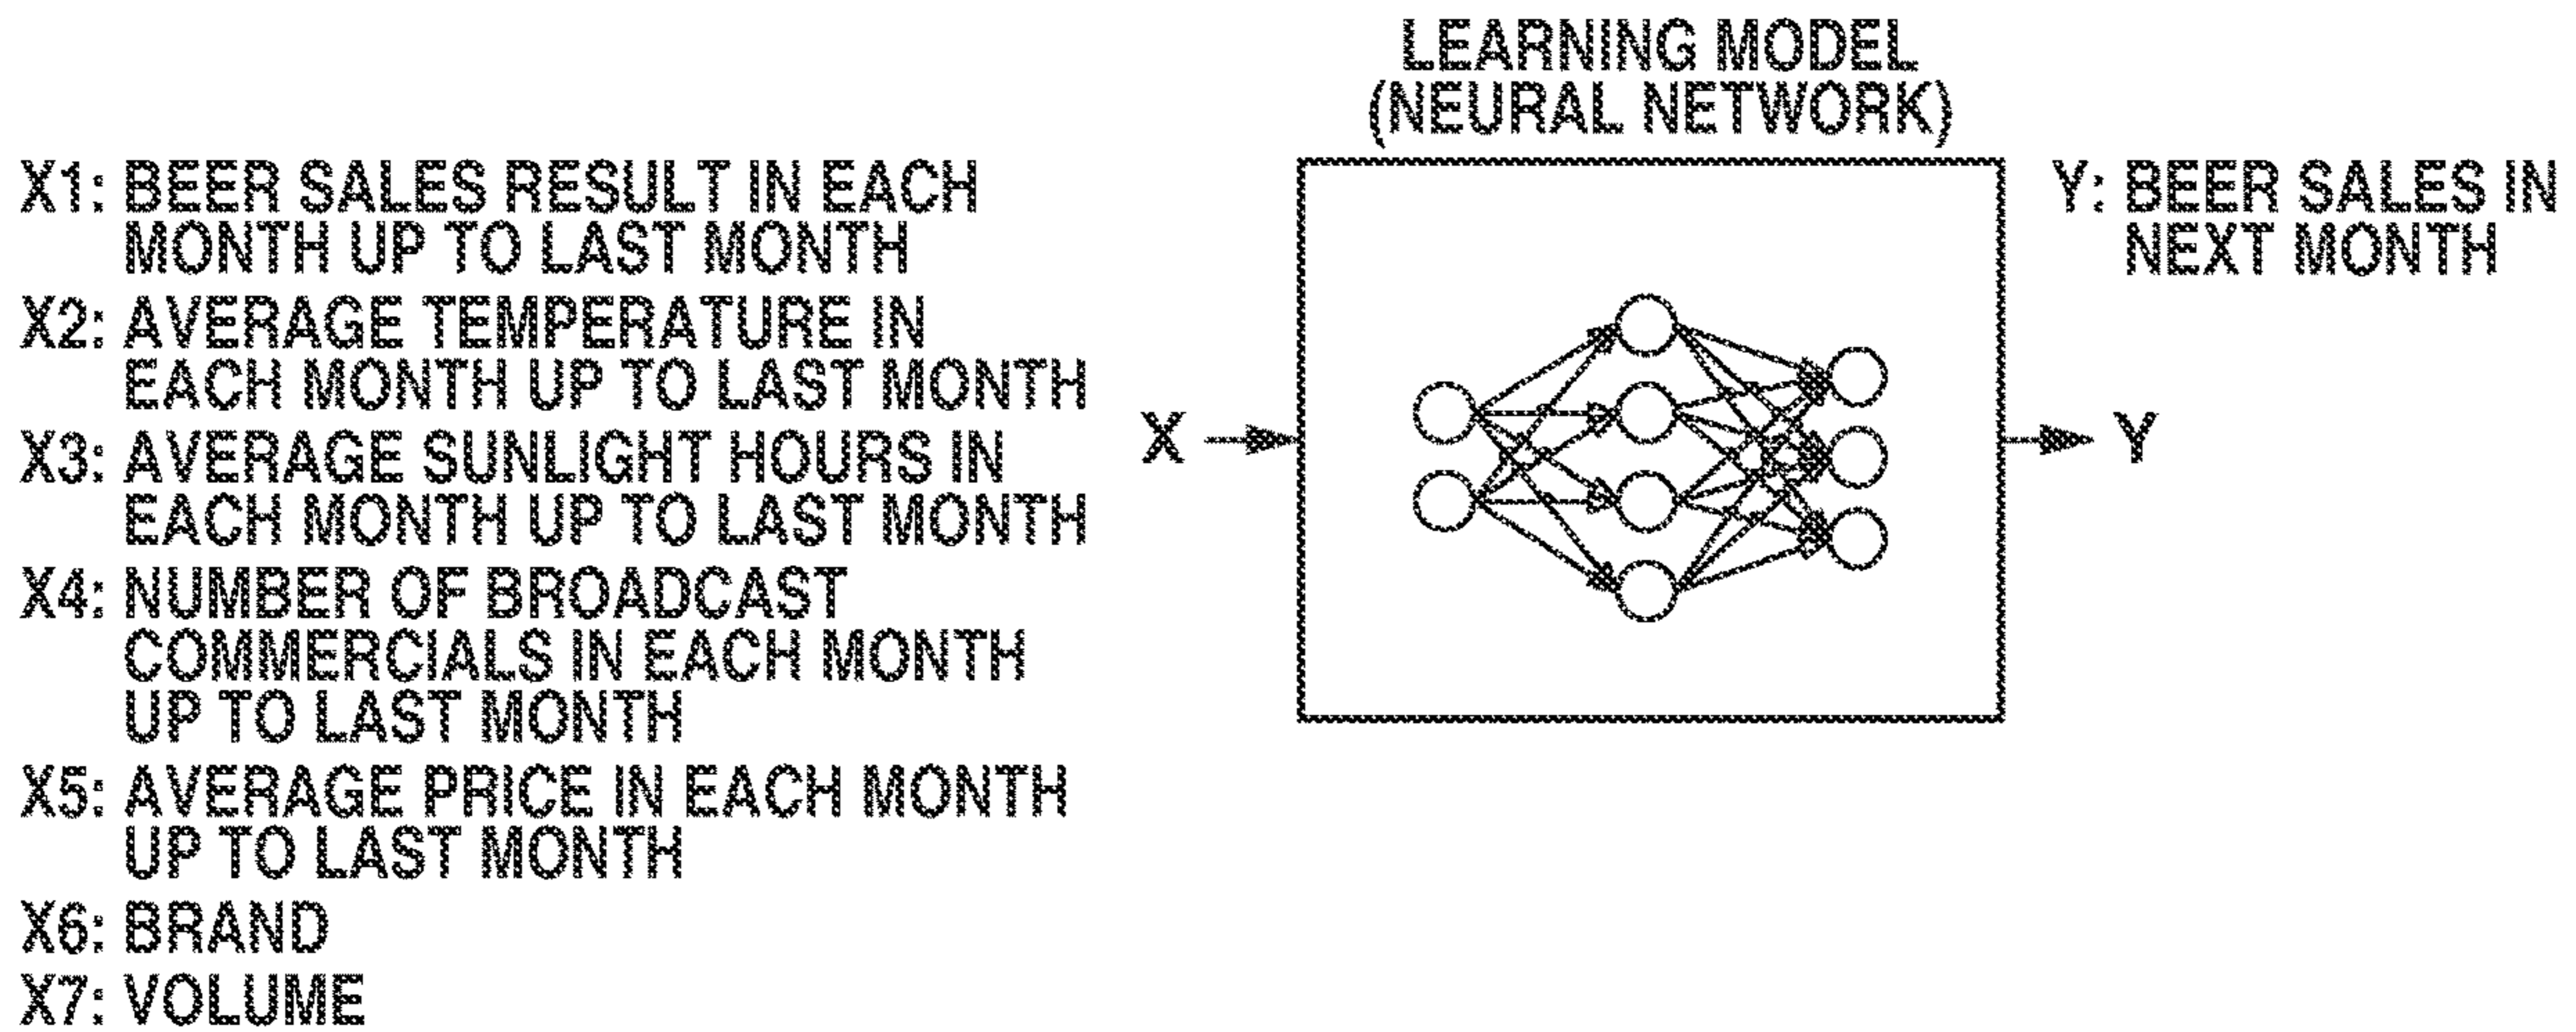 LEARNING MODEL
(NEURAL NETWORK)
X1: BEER SALES RESULT IN EACH
MONTH UP TO LAST MONTH
X2: AVERAGE TEMPERATURE IN
EACH MONTH UP TO LAST MONTH
X3: AVERAGE SUNLIGHT HOURS IN
EACH MONTH UP TO LAST MONTH
X4: NUMBER OF BROADCAST
COMMERCIALS IN EACH MONTH
UP TO LAST MONTH
X5: AVERAGE PRICE IN EACH MONTH
UP TO LAST MONTH
X6: BRAND
X7: VOLUME
X
Y
Y: BEER SALES IN
NEXT MONTH